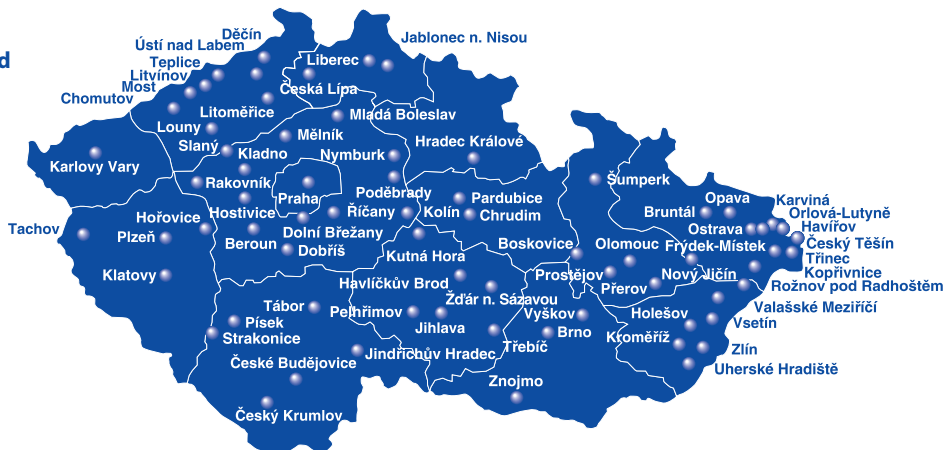 d
Děčín
Jablonec n. Nisou
Ústí nad Labem
Liberec
Teplice
Litvínov
Most
Česká Lípa
Chomutov
Litoměřice
Mladá Boleslav
Louny
Mělník
Hradec Králové
Slaný
Kladno
Nymburk
Karlovy Vary
Rakovník
Šumperk
Praha
Poděbrady
Pardubice
Opava
Karviná
Hostivice
Říčany
Kolín
Chrudim
Bruntál
Orlová-Lutyně
Hořovice
Tachov
Plzeň
Beroun
Dolní Břežany
Ostrava
Havířov
Dobříš
Boskovice
Olomouc
Frýdek-Místek
Český Těšín
Kutná Hora
Třinec
Klatovy
Prostějov
Nový Jičín
Kopřivnice
Havlíčkův Brod
Přerov
Rožnov pod Radhoštěm
Žďár n. Sázavou
Tábor
Pelhřimov
Vyškov
Holešov
Valašské Meziříčí
Písek
Jihlava
Vsetín
Strakonice
Brno
Kroměříž
Třebíč
Zlín
Jindřichův Hradec
České Budějovice
Uherské Hradiště
Znojmo
Český Krumlov